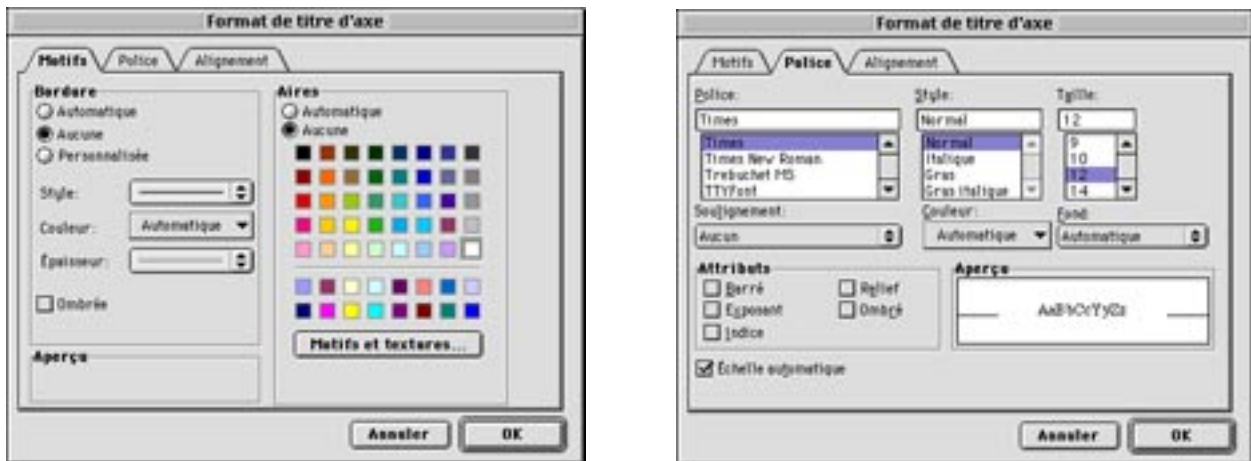 Format de titre d'axe
Motifs Police Alignement
Bordure
Automatique
Aucune
Personnalisée
Style:
Couleur: Automatique
Épaisseur:
Ombrée
Aperçu
Aires
Automatique
Aucune
Motifs et textures...
Annuler OK
Format de titre d'axe
Motifs Police Alignement
Police: Style: Taille:
Times Normal 12
Times Normal 9
Times New Roman Italique 10
Trebuchet MS Gras 12
TTYFont Gras italique 14
Soulignement: Couleur: Fond:
Aucun Automatique Automatique
Attributs
Barré Relief
Exposant Ombré
Indice
Aperçu
AaBbCcYyZz
Échelle automatique
Annuler OK